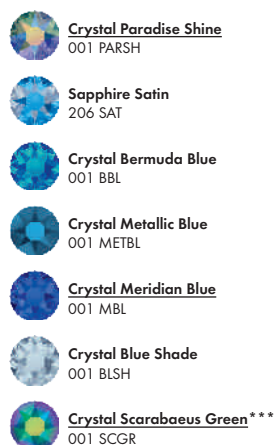 Crystal Paradise Shine
001 PARSH
Sapphire Satin
206 SAT
Crystal Bermuda Blue
001 BBL
Crystal Metallic Blue
001 METBL
Crystal Meridian Blue
001 MBL
Crystal Blue Shade
001 BLSH
Crystal Scarabaeus Green***
001 SCGR